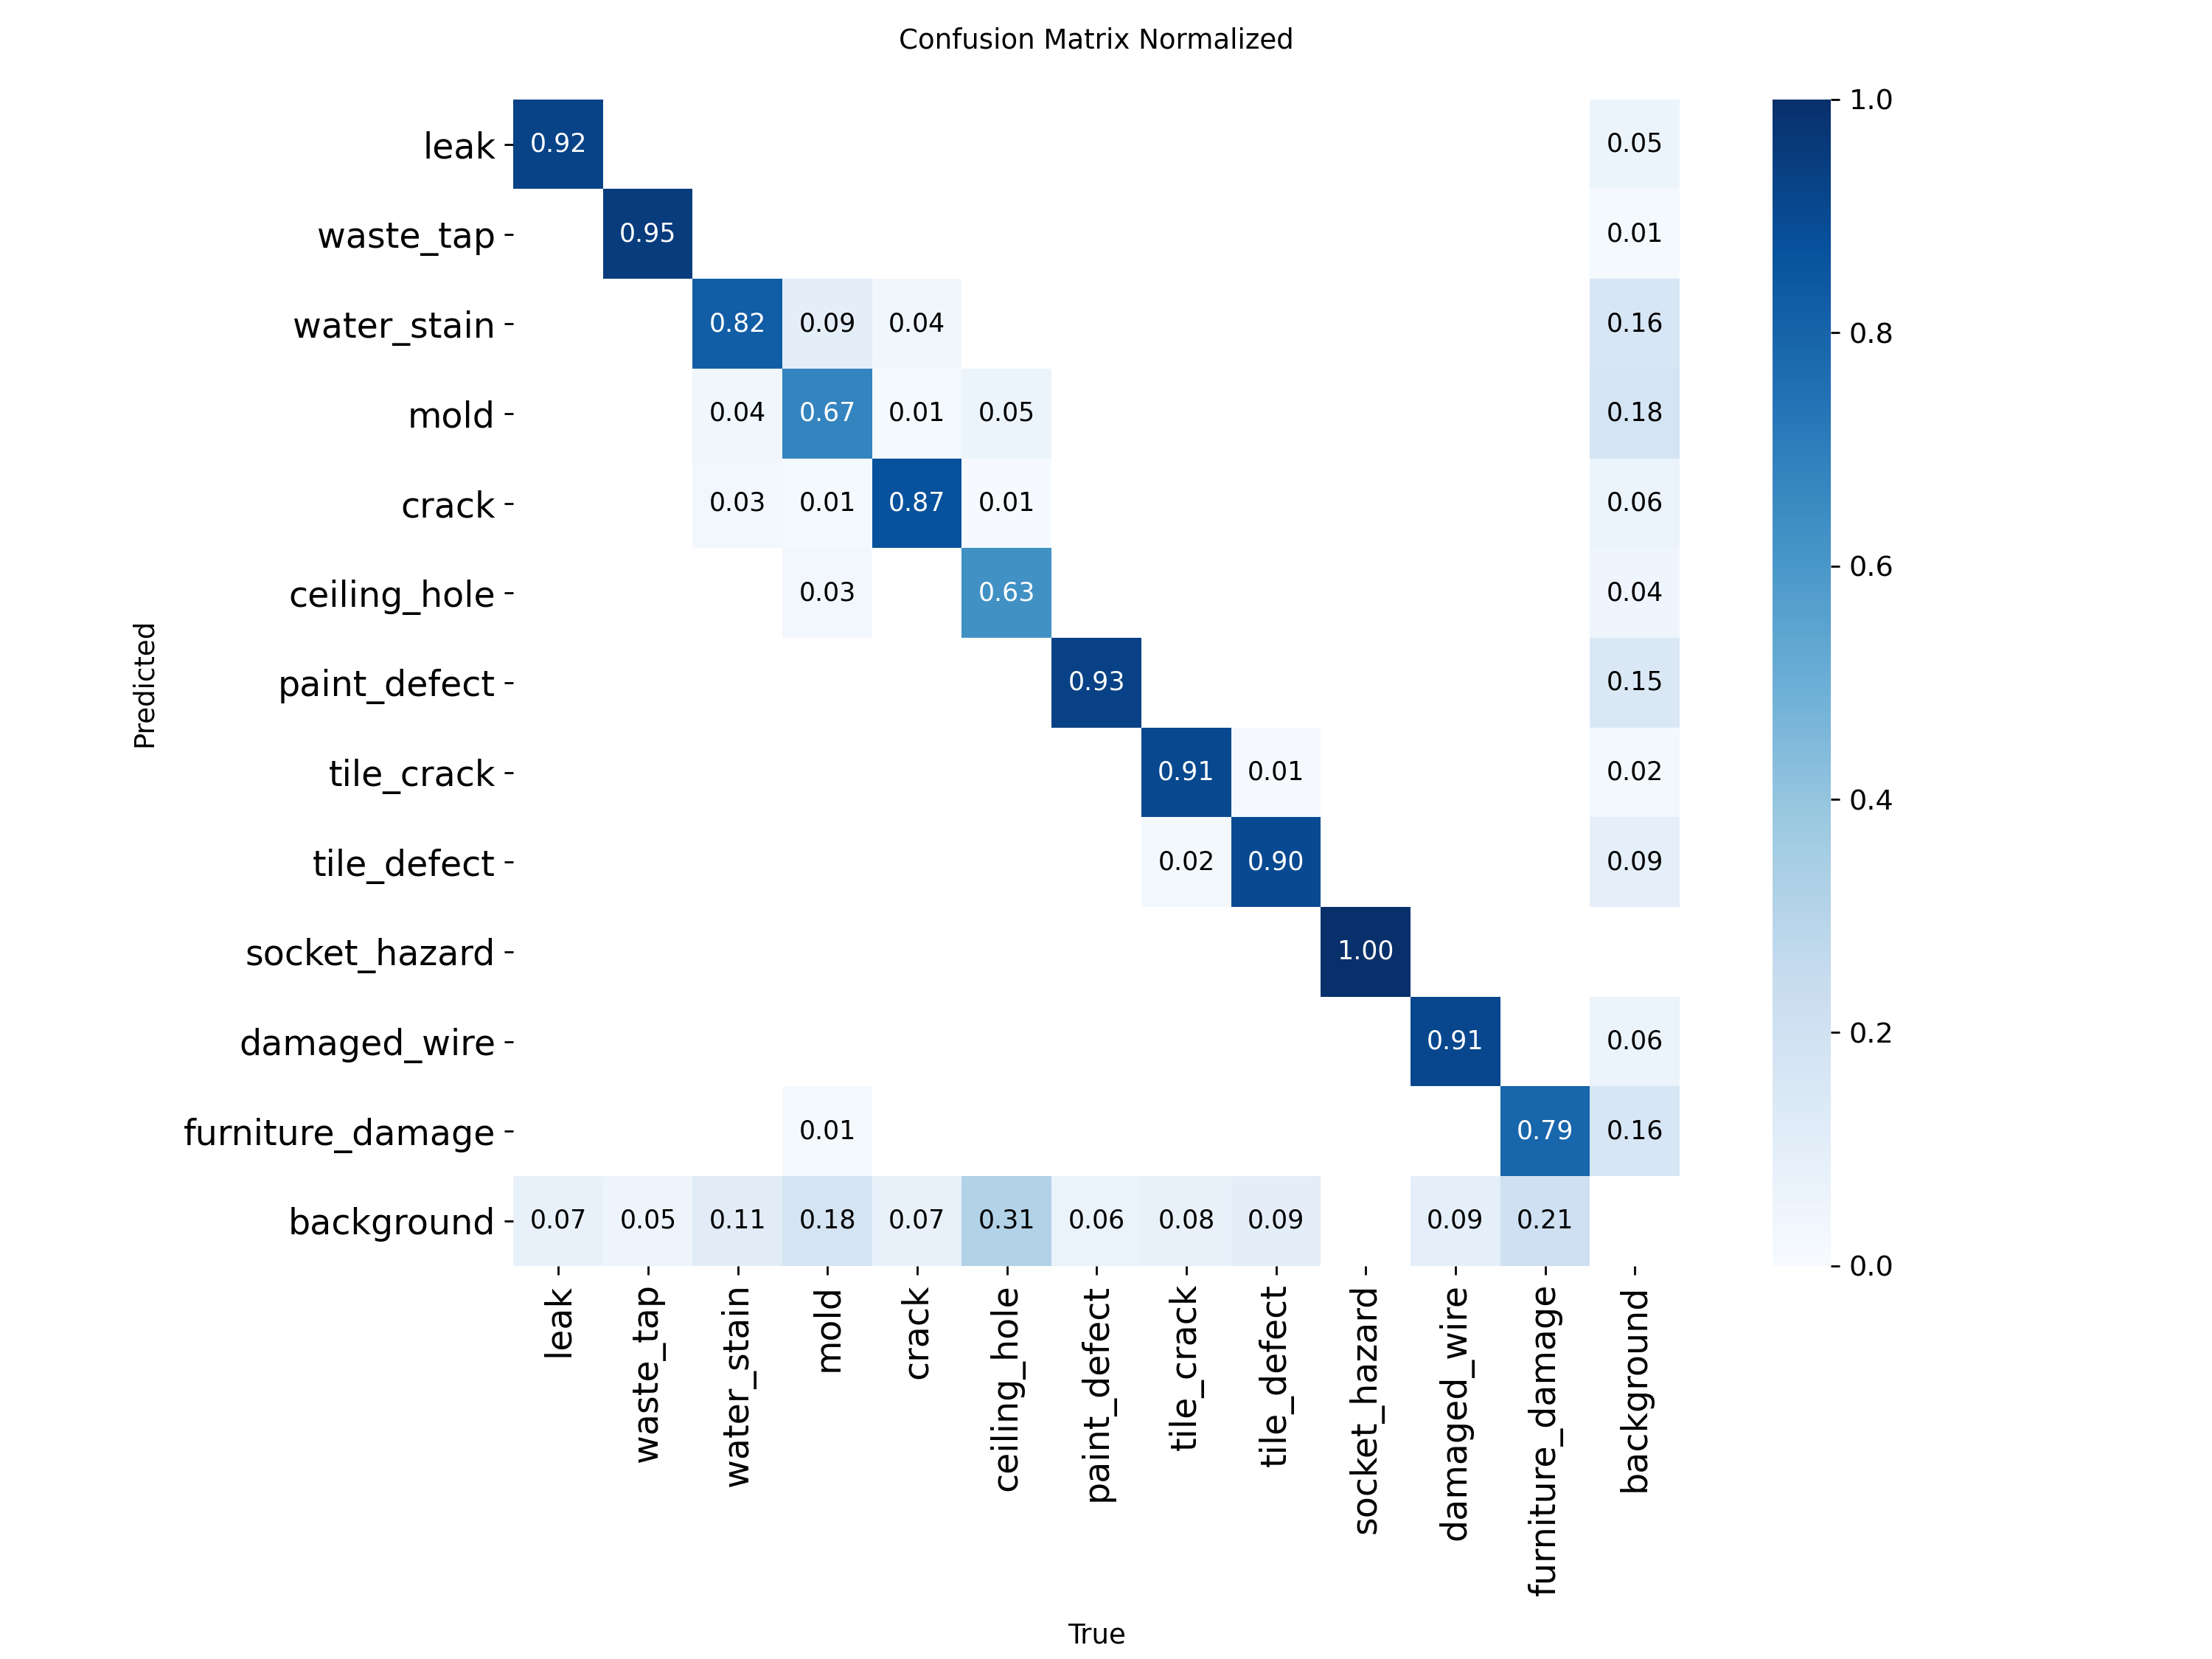 Confusion Matrix Normalized
Predicted
leak 0.92 0.05
waste_tap 0.95 0.01
water_stain 0.82 0.09 0.04 0.16
mold 0.04 0.67 0.01 0.05 0.18
crack 0.03 0.01 0.87 0.01 0.06
ceiling_hole 0.03 0.63 0.04
paint_defect 0.93 0.15
tile_crack 0.91 0.01 0.02
tile_defect 0.02 0.90 0.09
socket_hazard 1.00
damaged_wire 0.91 0.06
furniture_damage 0.01 0.79 0.16
background 0.07 0.05 0.11 0.18 0.07 0.31 0.06 0.08 0.09 0.09 0.21
leak
waste_tap
water_stain
mold
crack
ceiling_hole
paint_defect
tile_crack
tile_defect
socket_hazard
damaged_wire
furniture_damage
background
True
1.0
0.8
0.6
0.4
0.2
0.0